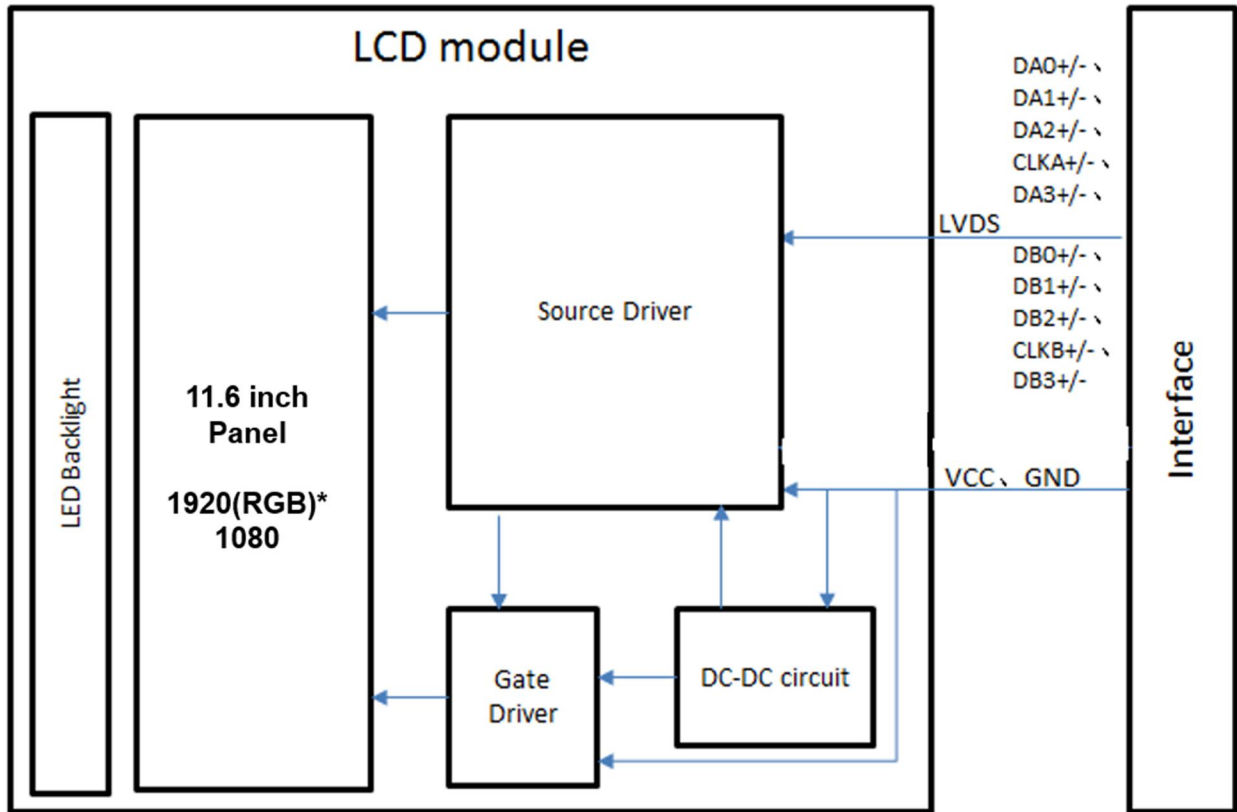 LCD module
DA0+/-、
DA1+/-、
DA2+/-、
CLKA+/-、
DA3+/-、
LVDS
DB0+/-、
DB1+/-、
DB2+/-、
CLKB+/-、
DB3+/-
Source Driver
LED Backlight
11.6 inch
Panel
1920(RGB)*
1080
Interface
VCC、GND
Gate
Driver
DC-DC circuit